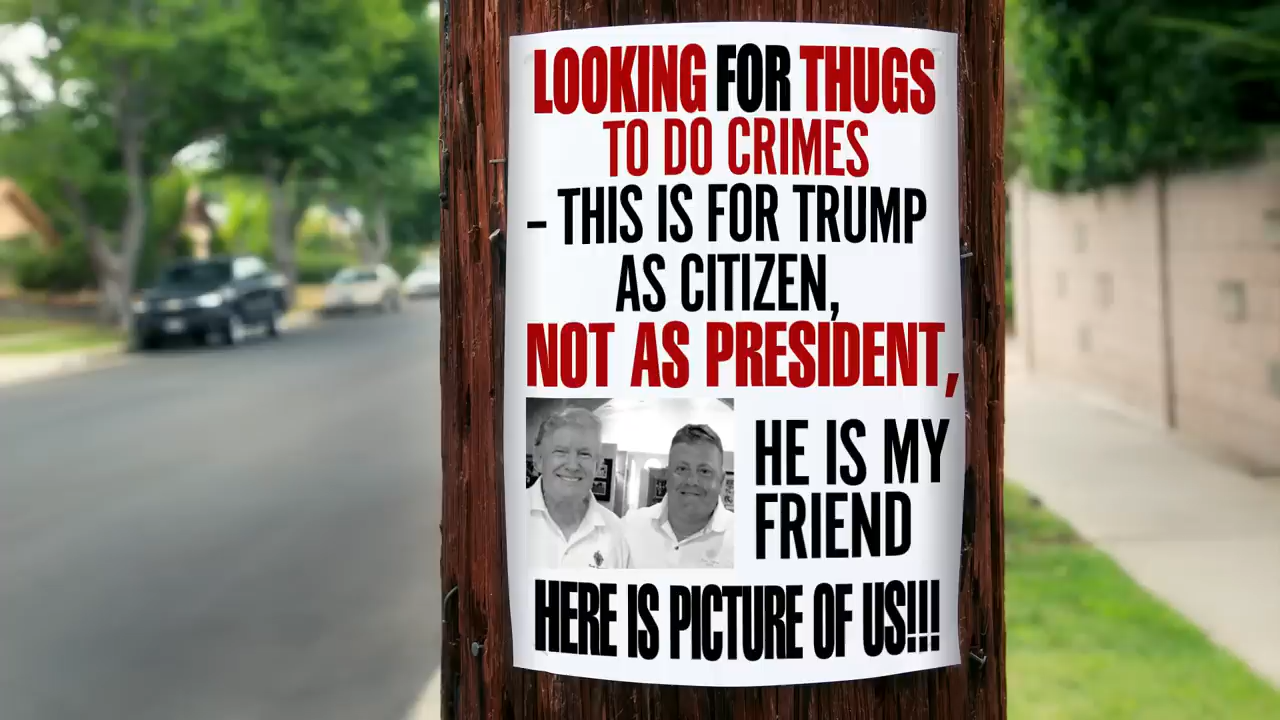 LOOKING FOR THUGS
TO DO CRIMES
– THIS IS FOR TRUMP
AS CITIZEN,
NOT AS PRESIDENT,
HE IS MY
FRIEND
HERE IS PICTURE OF US!!!